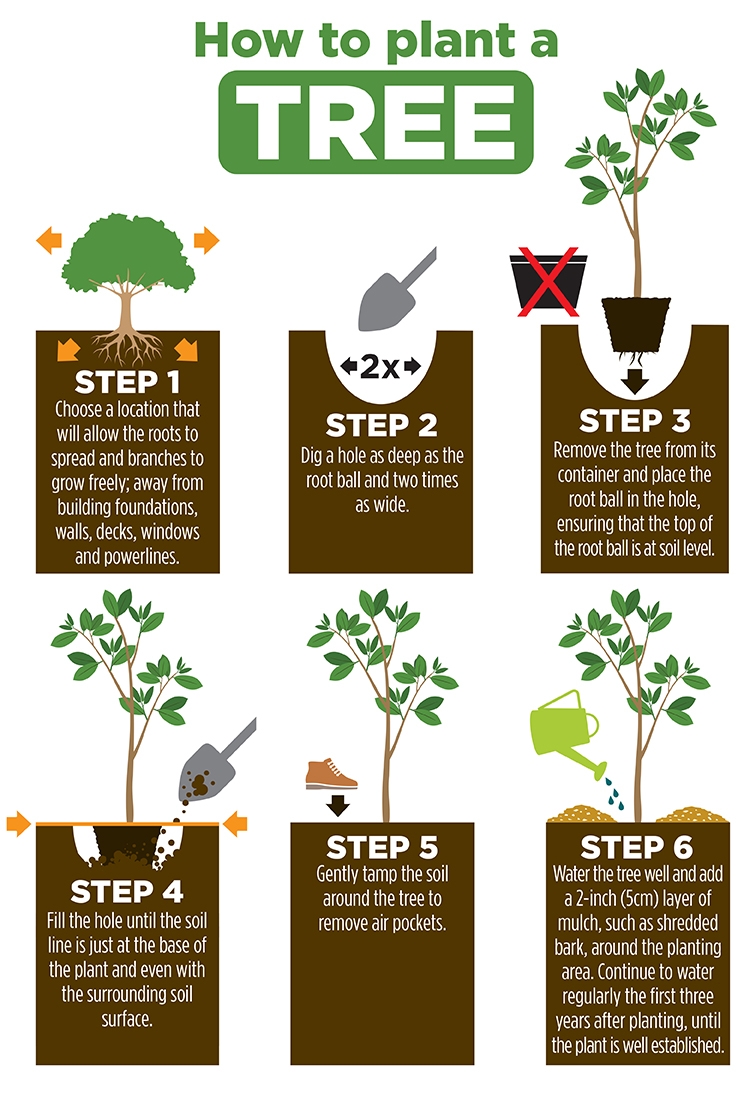 How to plant a
TREE
STEP 1
Choose a location that
will allow the roots to
spread and branches to
grow freely; away from
building foundations,
walls, decks, windows
and powerlines.
2x
STEP 2
Dig a hole as deep as the
root ball and two times
as wide.
STEP 3
Remove the tree from its
container and place the
root ball in the hole,
ensuring that the top of
the root ball is at soil level.
STEP 4
Fill the hole until the soil
line is just at the base of
the plant and even with
the surrounding soil
surface.
STEP 5
Gently tamp the soil
around the tree to
remove air pockets.
STEP 6
Water the tree well and add
a 2-inch (5cm) layer of
mulch, such as shredded
bark, around the planting
area. Continue to water
regularly the first three
years after planting, until
the plant is well established.